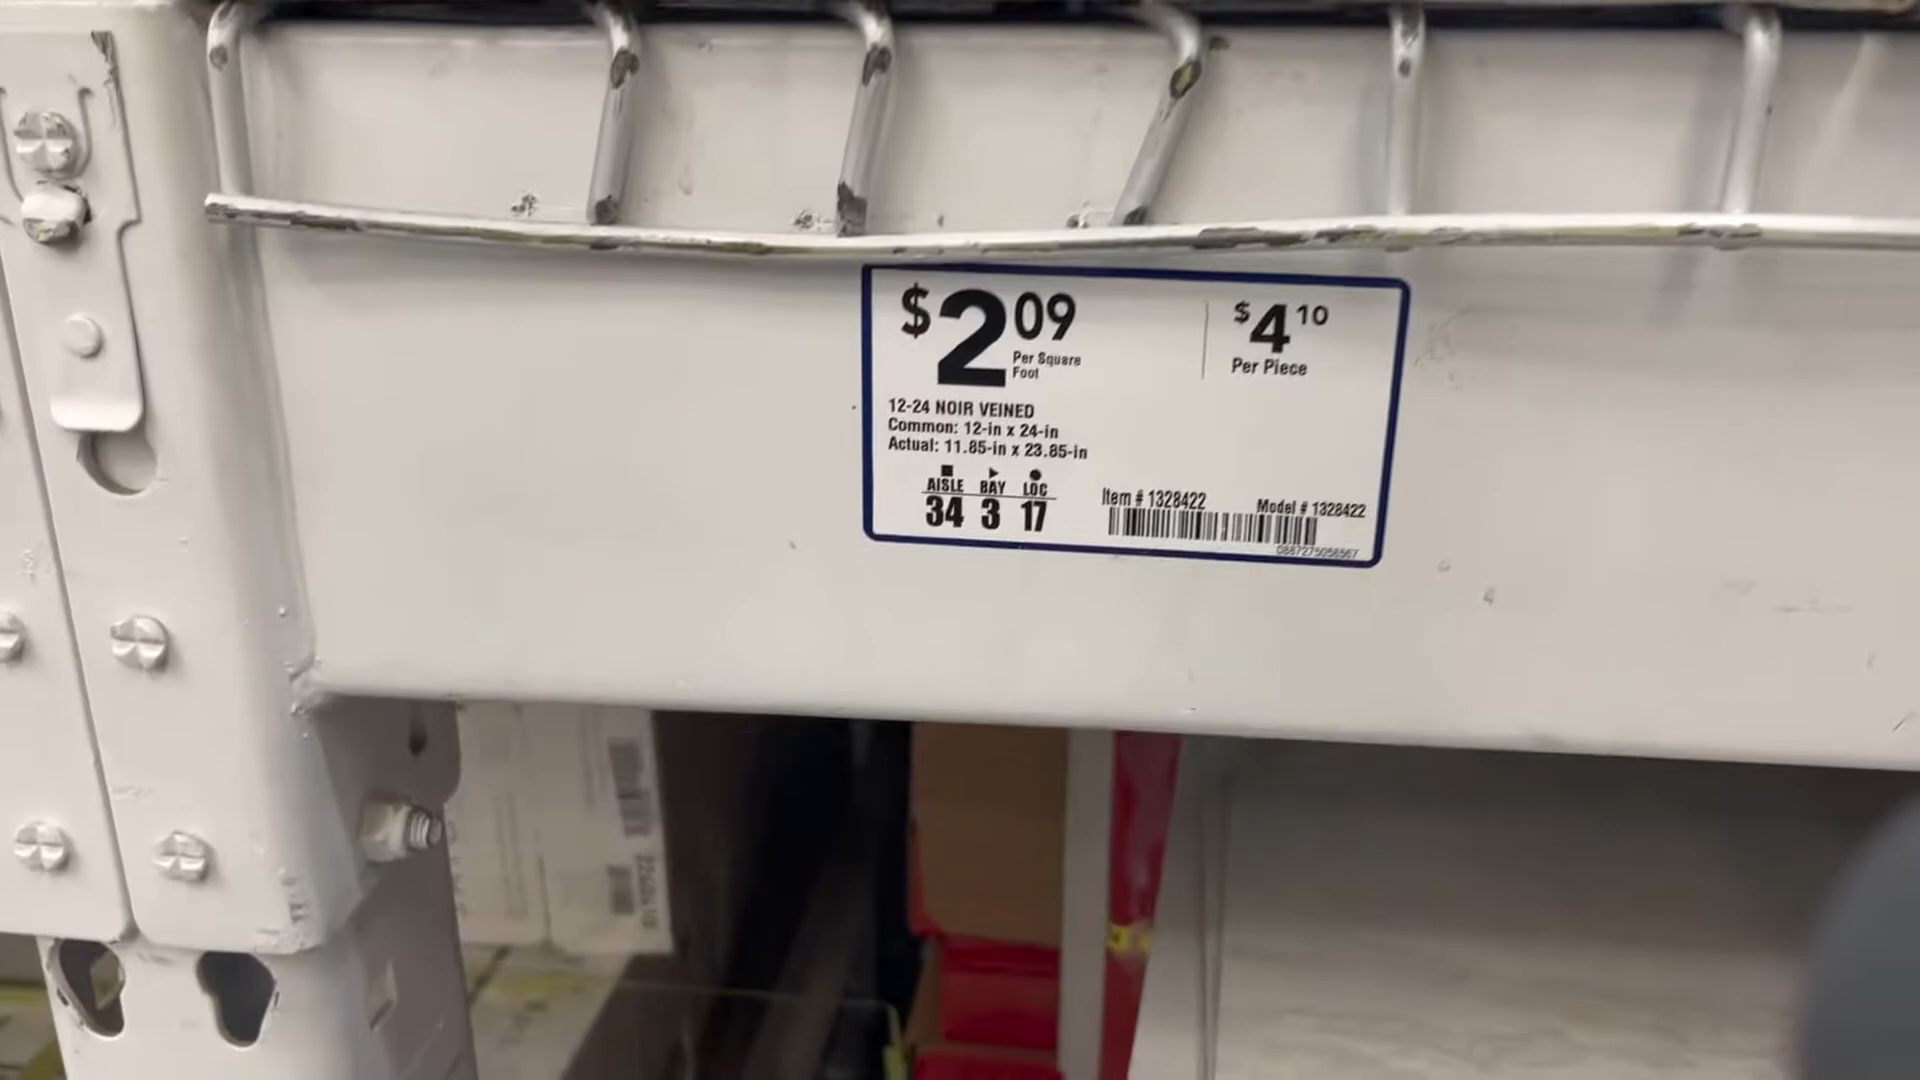 $2 09
Per Square
Foot
$4 10
Per Piece
12-24 NOIR VEINED
Common: 12-in x 24-in
Actual: 11.85-in x 23.85-in
AISLE BAY LOC
34 3 17
Item # 1328422
Model # 1328422